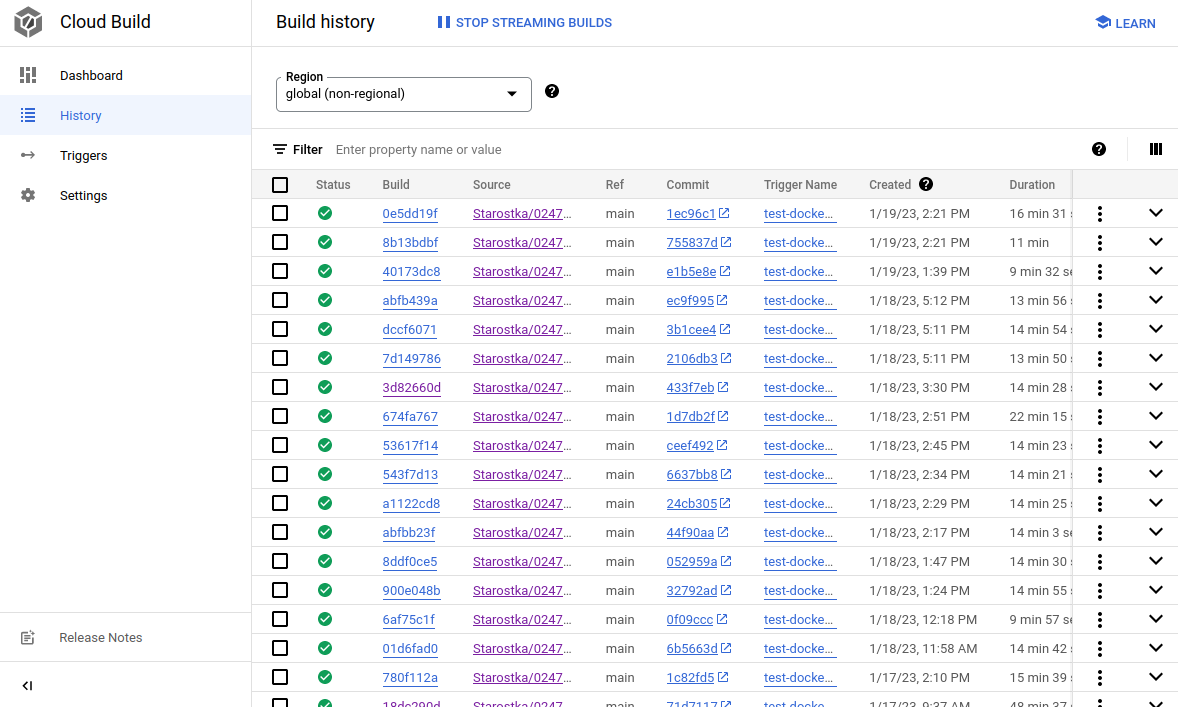 Cloud Build
Build history
STOP STREAMING BUILDS
LEARN
Dashboard
History
Triggers
Settings
Release Notes
Region
global (non-regional)
Filter Enter property name or value
Status Build Source Ref Commit Trigger Name Created Duration
0e5dd19f Starostka/0247... main 1ec96c1 test-docke... 1/19/23, 2:21 PM 16 min 31
8b13bdbf Starostka/0247... main 755837d test-docke... 1/19/23, 2:21 PM 11 min
40173dc8 Starostka/0247... main e1b5e8e test-docke... 1/19/23, 1:39 PM 9 min 32 se
abfb439a Starostka/0247... main ec9f995 test-docke... 1/18/23, 5:12 PM 13 min 56
dccf6071 Starostka/0247... main 3b1cee4 test-docke... 1/18/23, 5:11 PM 14 min 54
7d149786 Starostka/0247... main 2106db3 test-docke... 1/18/23, 5:11 PM 13 min 50
3d82660d Starostka/0247... main 433f7eb test-docke... 1/18/23, 3:30 PM 14 min 28
674fa767 Starostka/0247... main 1d7db2f test-docke... 1/18/23, 2:51 PM 22 min 15
53617f14 Starostka/0247... main ceef492 test-docke... 1/18/23, 2:45 PM 14 min 23
543f7d13 Starostka/0247... main 6637bb8 test-docke... 1/18/23, 2:34 PM 14 min 21
a1122cd8 Starostka/0247... main 24cb305 test-docke... 1/18/23, 2:29 PM 14 min 25
abfbb23f Starostka/0247... main 44f90aa test-docke... 1/18/23, 2:17 PM 14 min 3 se
8ddf0ce5 Starostka/0247... main 052959a test-docke... 1/18/23, 1:47 PM 14 min 30
900e048b Starostka/0247... main 32792ad test-docke... 1/18/23, 1:24 PM 14 min 55
6af75c1f Starostka/0247... main 0f09ccc test-docke... 1/18/23, 12:18 PM 9 min 57 se
01d6fad0 Starostka/0247... main 6b5663d test-docke... 1/18/23, 11:58 AM 14 min 42
780f112a Starostka/0247... main 1c82fd5 test-docke... 1/17/23, 2:10 PM 15 min 39
18dc290d Starostka/0247... main 71d7117 test-docke... 1/17/23, 9:37 AM 48 min 37